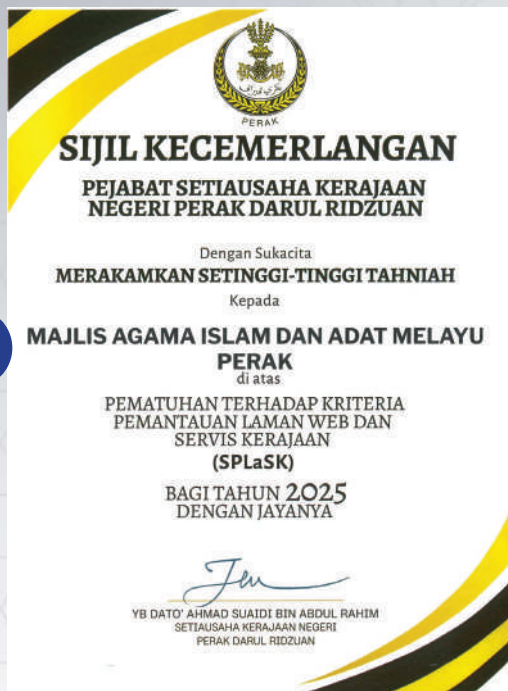 PERAK
SIJIL KECEMERLANGAN
PEJABAT SETIAUSAHA KERAJAAN
NEGERI PERAK DARUL RIDZUAN
Dengan Sukacita
MERAKAMKAN SETINGGI-TINGGI TAHNIAH
Kepada
MAJLIS AGAMA ISLAM DAN ADAT MELAYU
PERAK
di atas
PEMATUHAN TERHADAP KRITERIA
PEMANTAUAN LAMAN WEB DAN
SERVIS KERAJAAN
(SPLaSK)
BAGI TAHUN 2025
DENGAN JAYANYA
YB DATO' AHMAD SUAIDI BIN ABDUL RAHIM
SETIAUSAHA KERAJAAN NEGERI
PERAK DARUL RIDZUAN